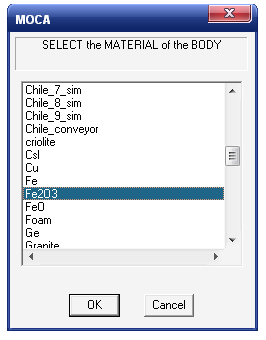 MOCA
SELECT the MATERIAL of the BODY
Chile_7_sim
Chile_8_sim
Chile_9_sim
Chile_conveyor
criolite
CsI
Cu
Fe
Fe2O3
FeO
Foam
Ge
Granite
OK
Cancel